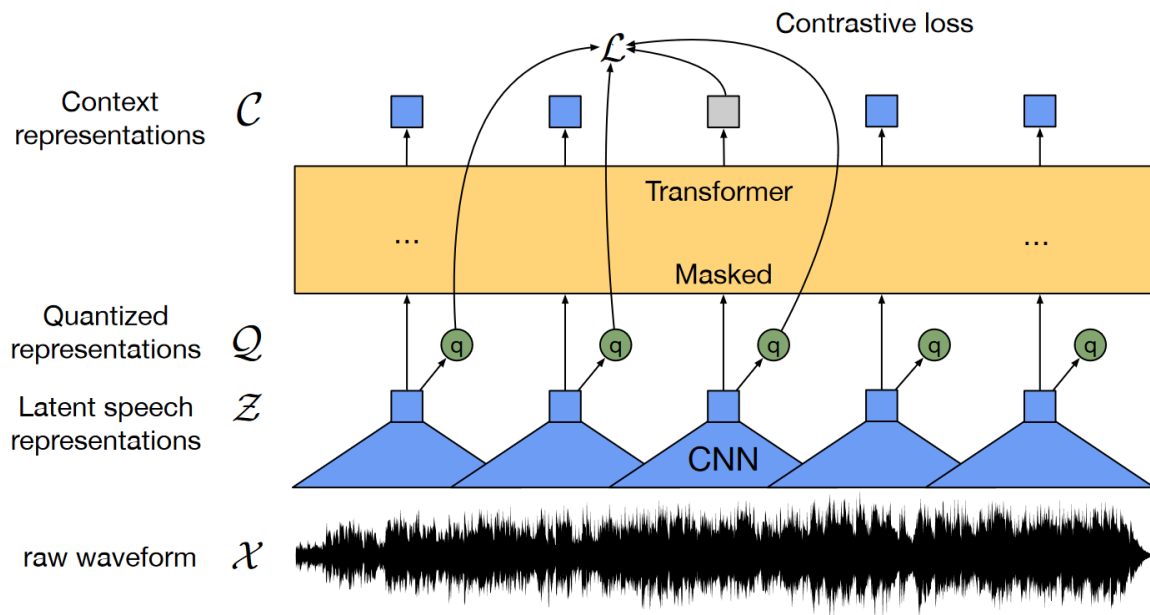 Contrastive loss
ℒ
Context
representations
𝒞
Transformer
...
...
Masked
Quantized
representations
𝒬
q
q
q
q
q
Latent speech
representations
𝒵
CNN
raw waveform
𝒳